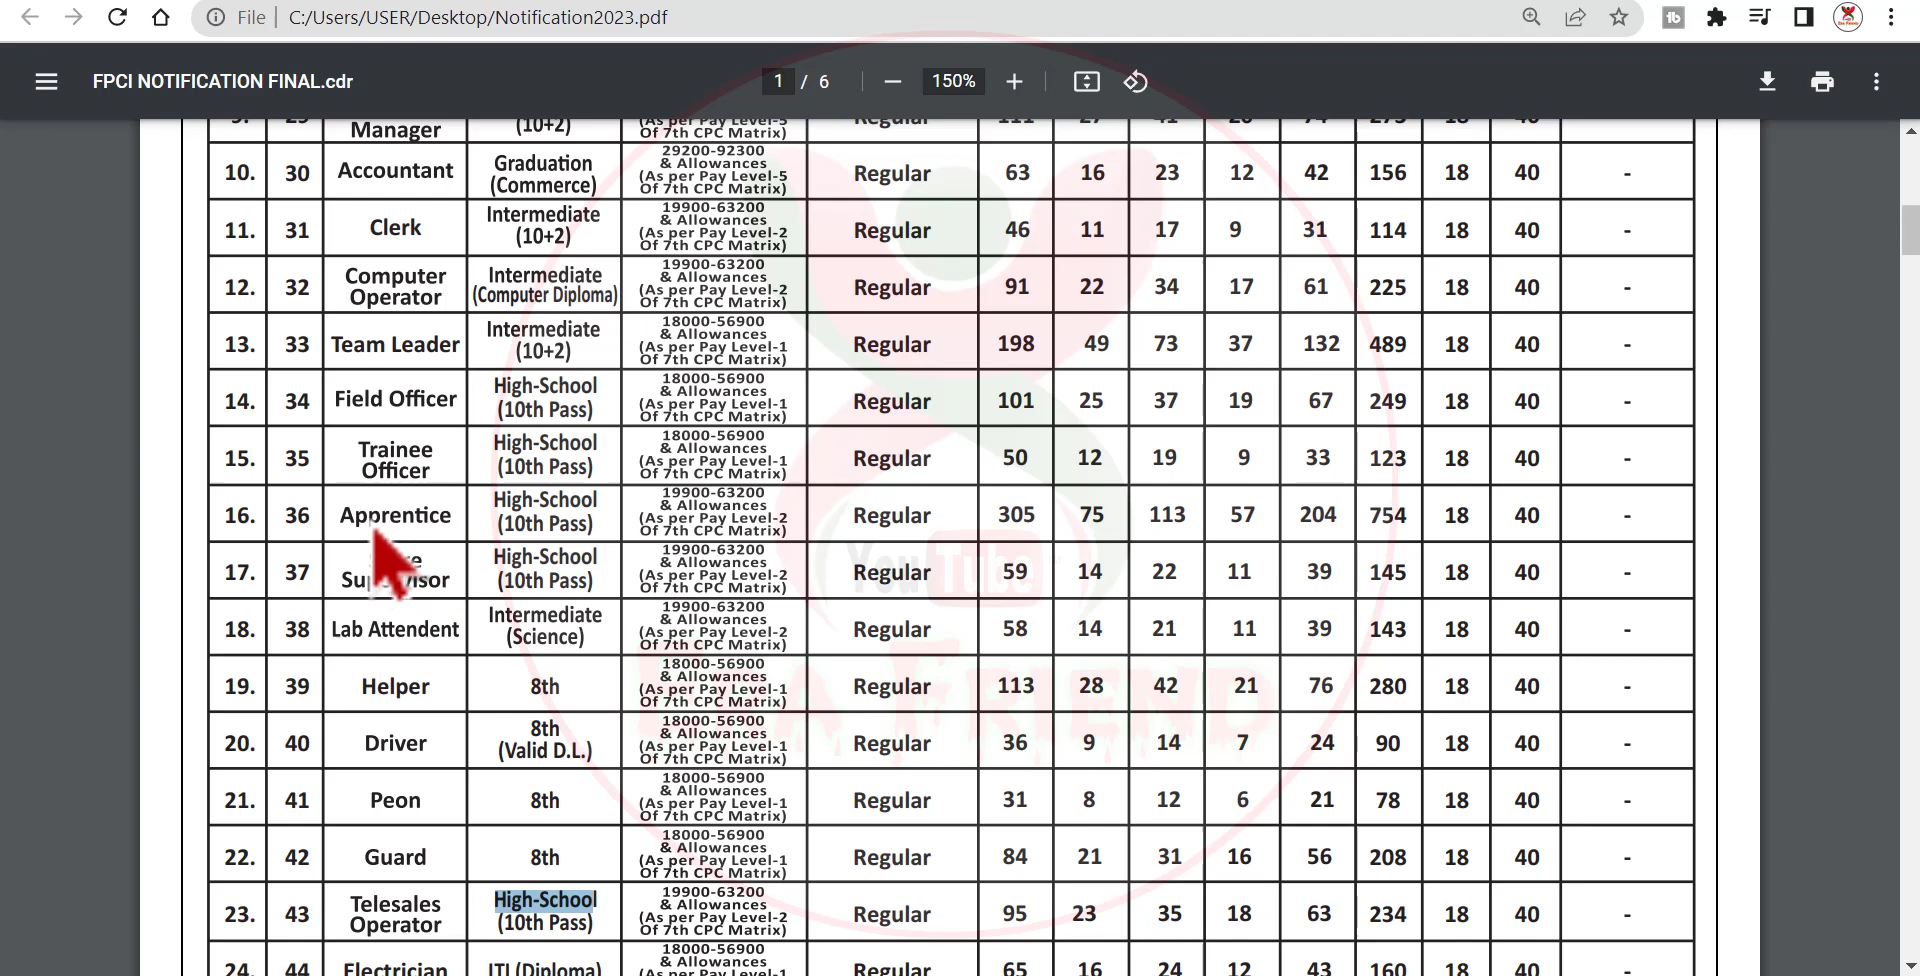 File C:/Users/USER/Desktop/Notification2023.pdf
FPCI NOTIFICATION FINAL.cdr 1 / 6 150%
Manager (10+2) Of 7th CPC Matrix)
10. 30 Accountant Graduation (Commerce) 29200-92300 & Allowances (As per Pay Level-5 Of 7th CPC Matrix) Regular 63 16 23 12 42 156 18 40 -
11. 31 Clerk Intermediate (10+2) 19900-63200 & Allowances (As per Pay Level-2 Of 7th CPC Matrix) Regular 46 11 17 9 31 114 18 40 -
12. 32 Computer Operator Intermediate (Computer Diploma) 19900-63200 & Allowances (As per Pay Level-2 Of 7th CPC Matrix) Regular 91 22 34 17 61 225 18 40 -
13. 33 Team Leader Intermediate (10+2) 18000-56900 & Allowances (As per Pay Level-1 Of 7th CPC Matrix) Regular 198 49 73 37 132 489 18 40 -
14. 34 Field Officer High-School (10th Pass) 18000-56900 & Allowances (As per Pay Level-1 Of 7th CPC Matrix) Regular 101 25 37 19 67 249 18 40 -
15. 35 Trainee Officer High-School (10th Pass) 18000-56900 & Allowances (As per Pay Level-1 Of 7th CPC Matrix) Regular 50 12 19 9 33 123 18 40 -
16. 36 Apprentice High-School (10th Pass) 19900-63200 & Allowances (As per Pay Level-2 Of 7th CPC Matrix) Regular 305 75 113 57 204 754 18 40 -
17. 37 High-School (10th Pass) 19900-63200 & Allowances (As per Pay Level-2 Of 7th CPC Matrix) Regular 59 14 22 11 39 145 18 40 -
18. 38 Lab Attendent Intermediate (Science) 19900-63200 & Allowances (As per Pay Level-2 Of 7th CPC Matrix) Regular 58 14 21 11 39 143 18 40 -
19. 39 Helper 8th 18000-56900 & Allowances (As per Pay Level-1 Of 7th CPC Matrix) Regular 113 28 42 21 76 280 18 40 -
20. 40 Driver 8th (Valid D.L.) 18000-56900 & Allowances (As per Pay Level-1 Of 7th CPC Matrix) Regular 36 9 14 7 24 90 18 40 -
21. 41 Peon 8th 18000-56900 & Allowances (As per Pay Level-1 Of 7th CPC Matrix) Regular 31 8 12 6 21 78 18 40 -
22. 42 Guard 8th 18000-56900 & Allowances (As per Pay Level-1 Of 7th CPC Matrix) Regular 84 21 31 16 56 208 18 40 -
23. 43 Telesales Operator High-School (10th Pass) 19900-63200 & Allowances (As per Pay Level-2 Of 7th CPC Matrix) Regular 95 23 35 18 63 234 18 40 -
24. 44 Electrician ITI(Diploma) 18000-56900 & Allowances Regular 65 16 24 12 43 160 18 40
YouTube